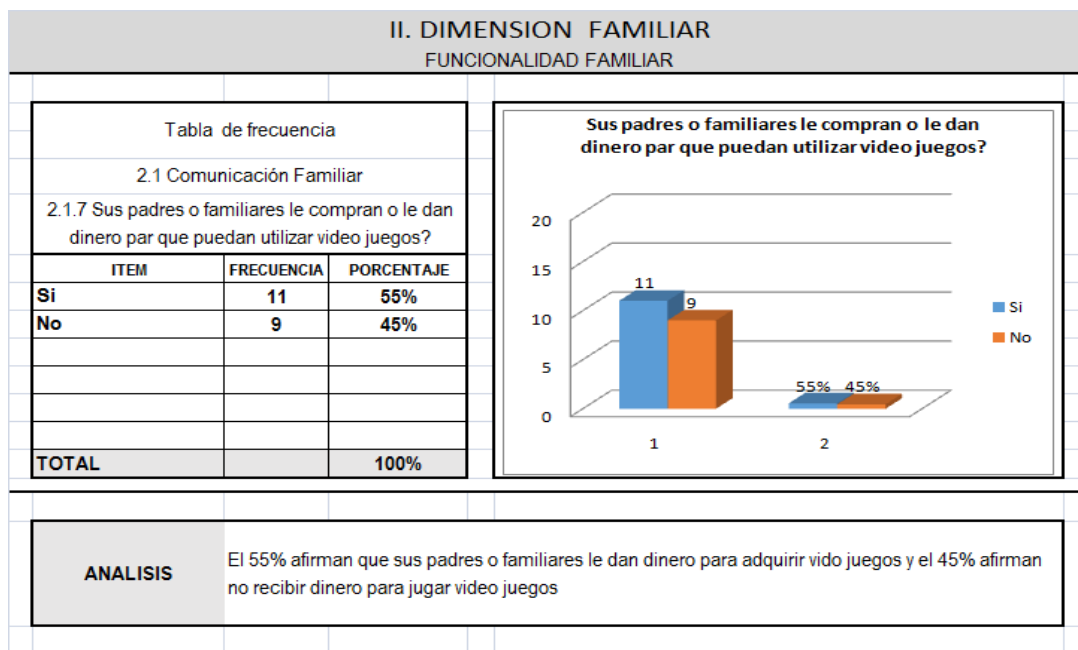 II. DIMENSION FAMILIAR
FUNCIONALIDAD FAMILIAR
Tabla de frecuencia
2.1 Comunicación Familiar
2.1.7 Sus padres o familiares le compran o le dan
dinero par que puedan utilizar video juegos?
ITEM FRECUENCIA PORCENTAJE
Si 11 55%
No 9 45%
TOTAL 100%
Sus padres o familiares le compran o le dan
dinero par que puedan utilizar video juegos?
20
15
10
5
0
11
9
55% 45%
1 2
Si
No
ANALISIS
El 55% afirman que sus padres o familiares le dan dinero para adquirir vido juegos y el 45% afirman
no recibir dinero para jugar video juegos